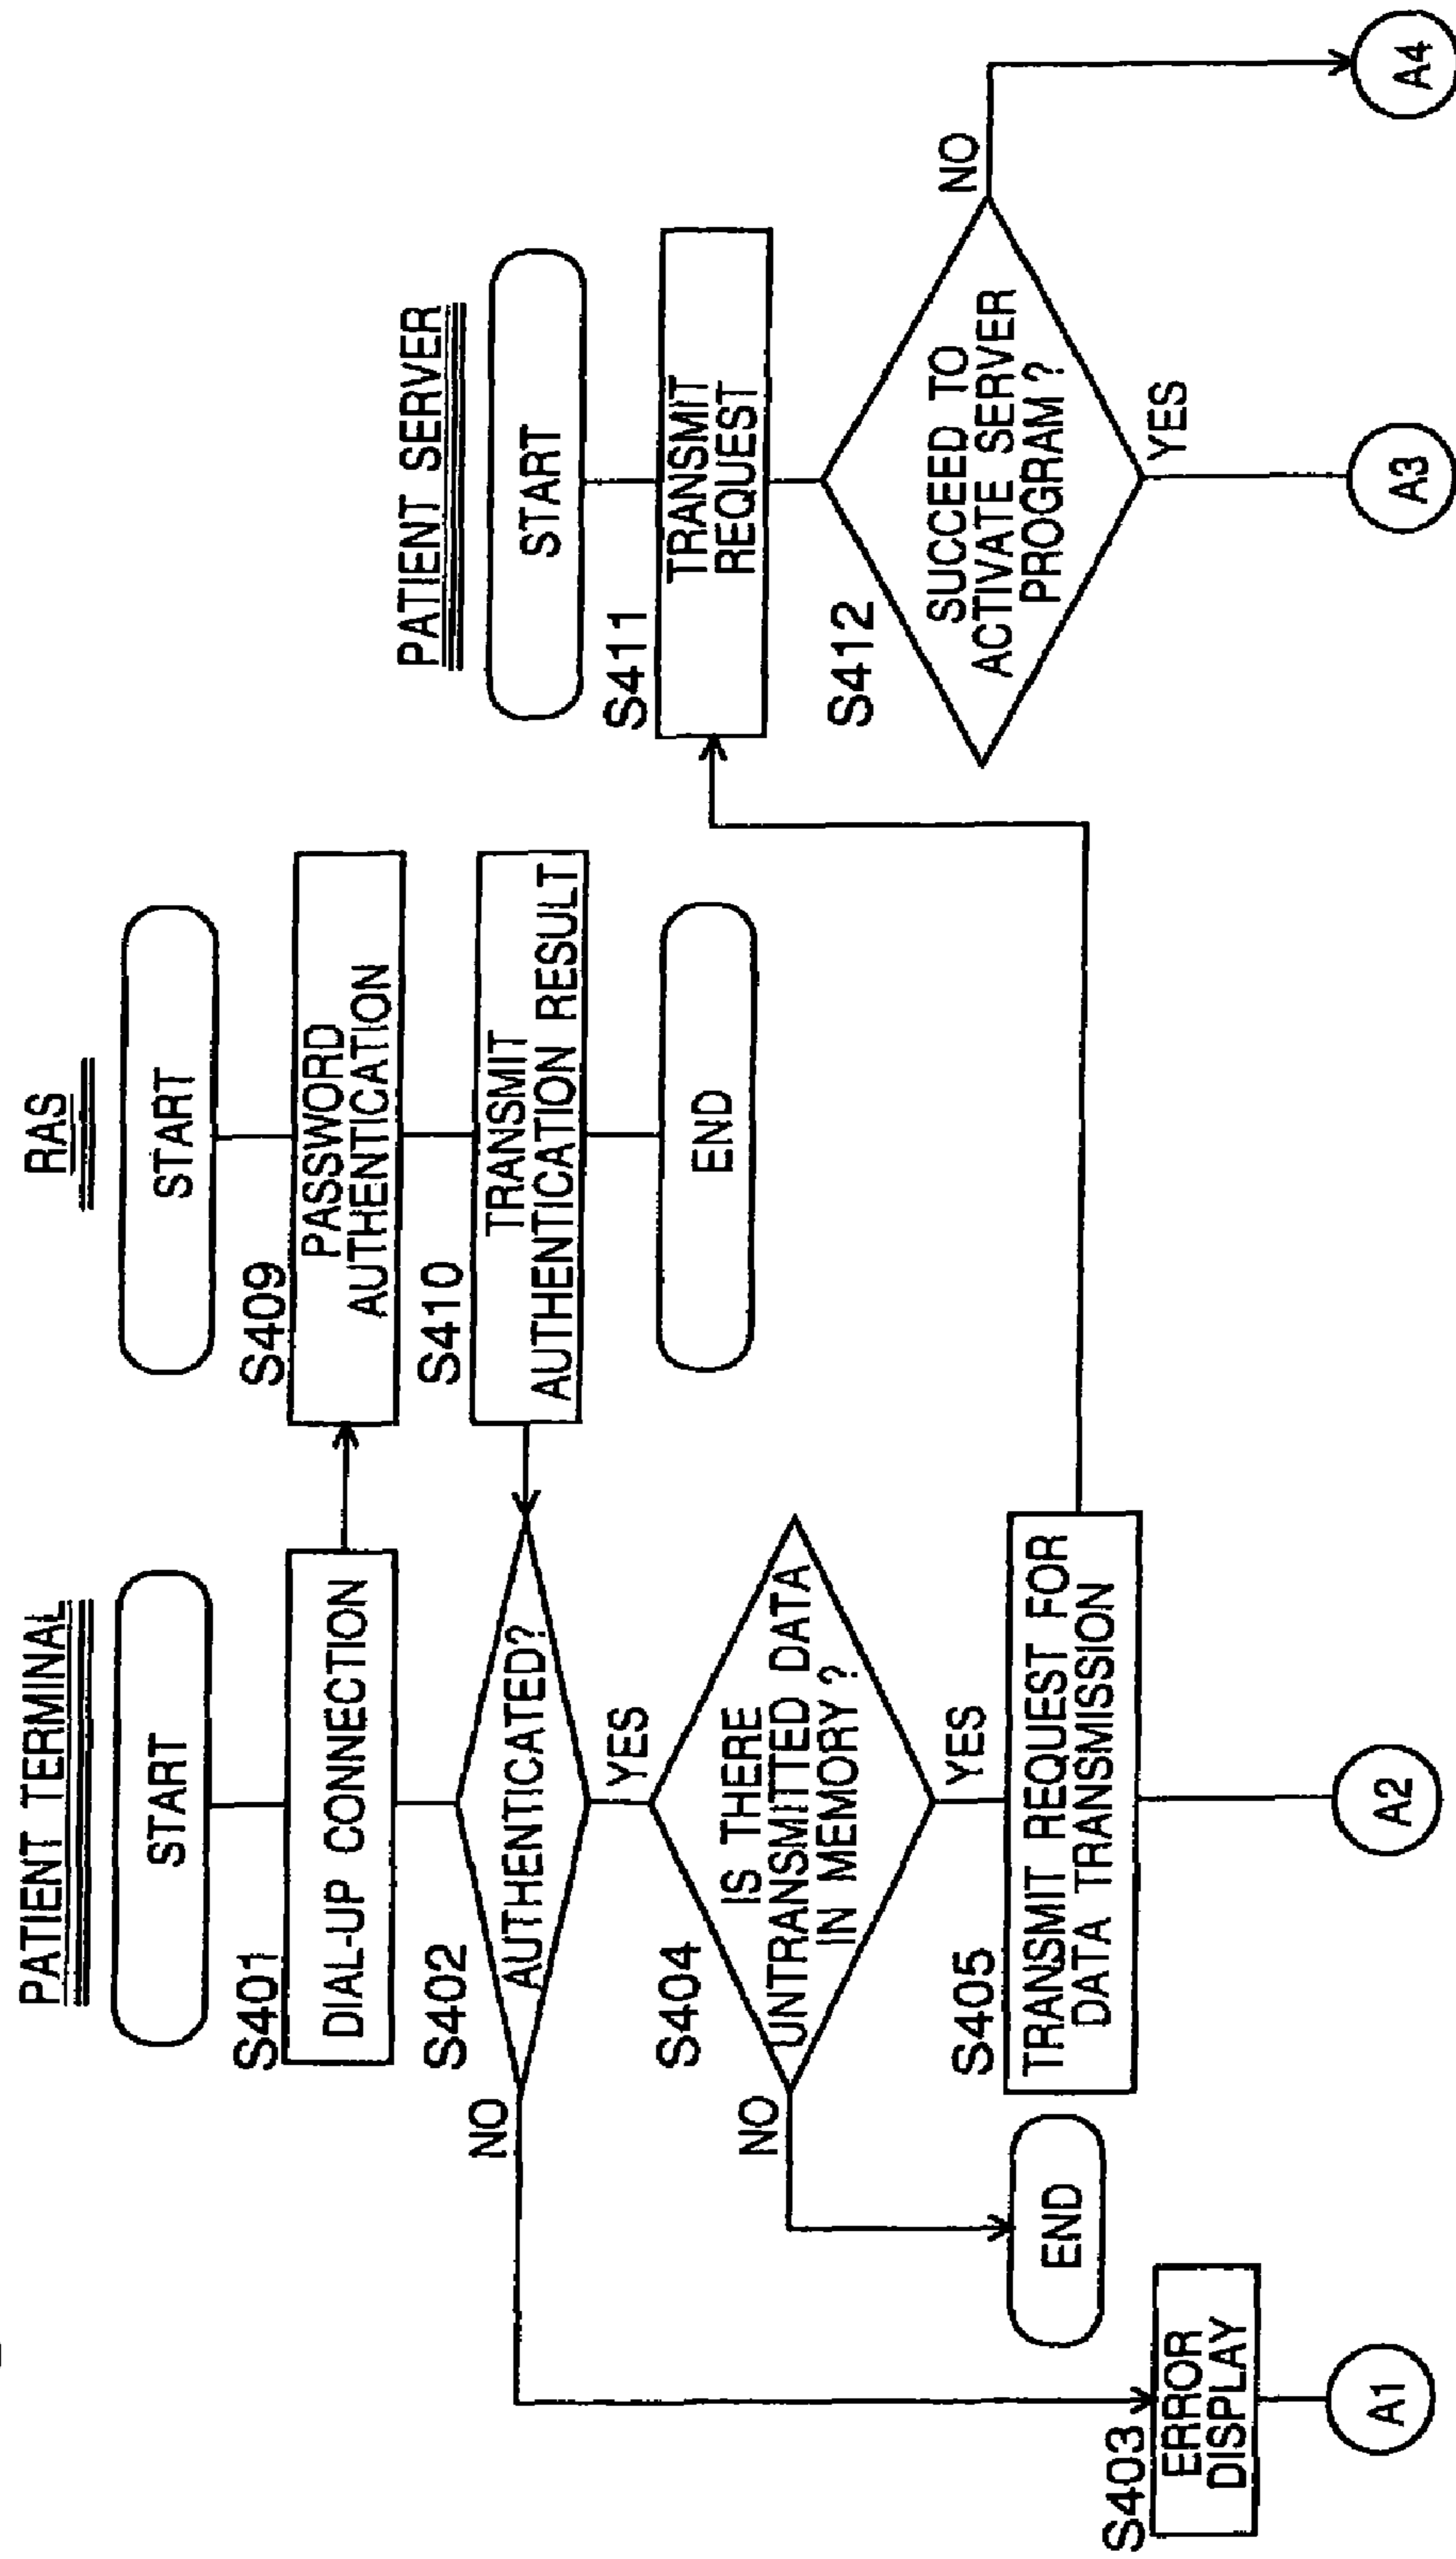 PATIENT TERMINAL
START
S401
DIAL-UP CONNECTION
S402
AUTHENTICATED?
NO
YES
S404
IS THERE
UNTRANSMITTED DATA
IN MEMORY ?
NO
YES
END
S405
TRANSMIT REQUEST FOR
DATA TRANSMISSION
S403
ERROR
DISPLAY
A1
A2
RAS
START
S409
PASSWORD
AUTHENTICATION
S410
TRANSMIT
AUTHENTICATION RESULT
END
PATIENT SERVER
START
S411
TRANSMIT
REQUEST
S412
SUCCEED TO
ACTIVATE SERVER
PROGRAM ?
NO
YES
A3
A4